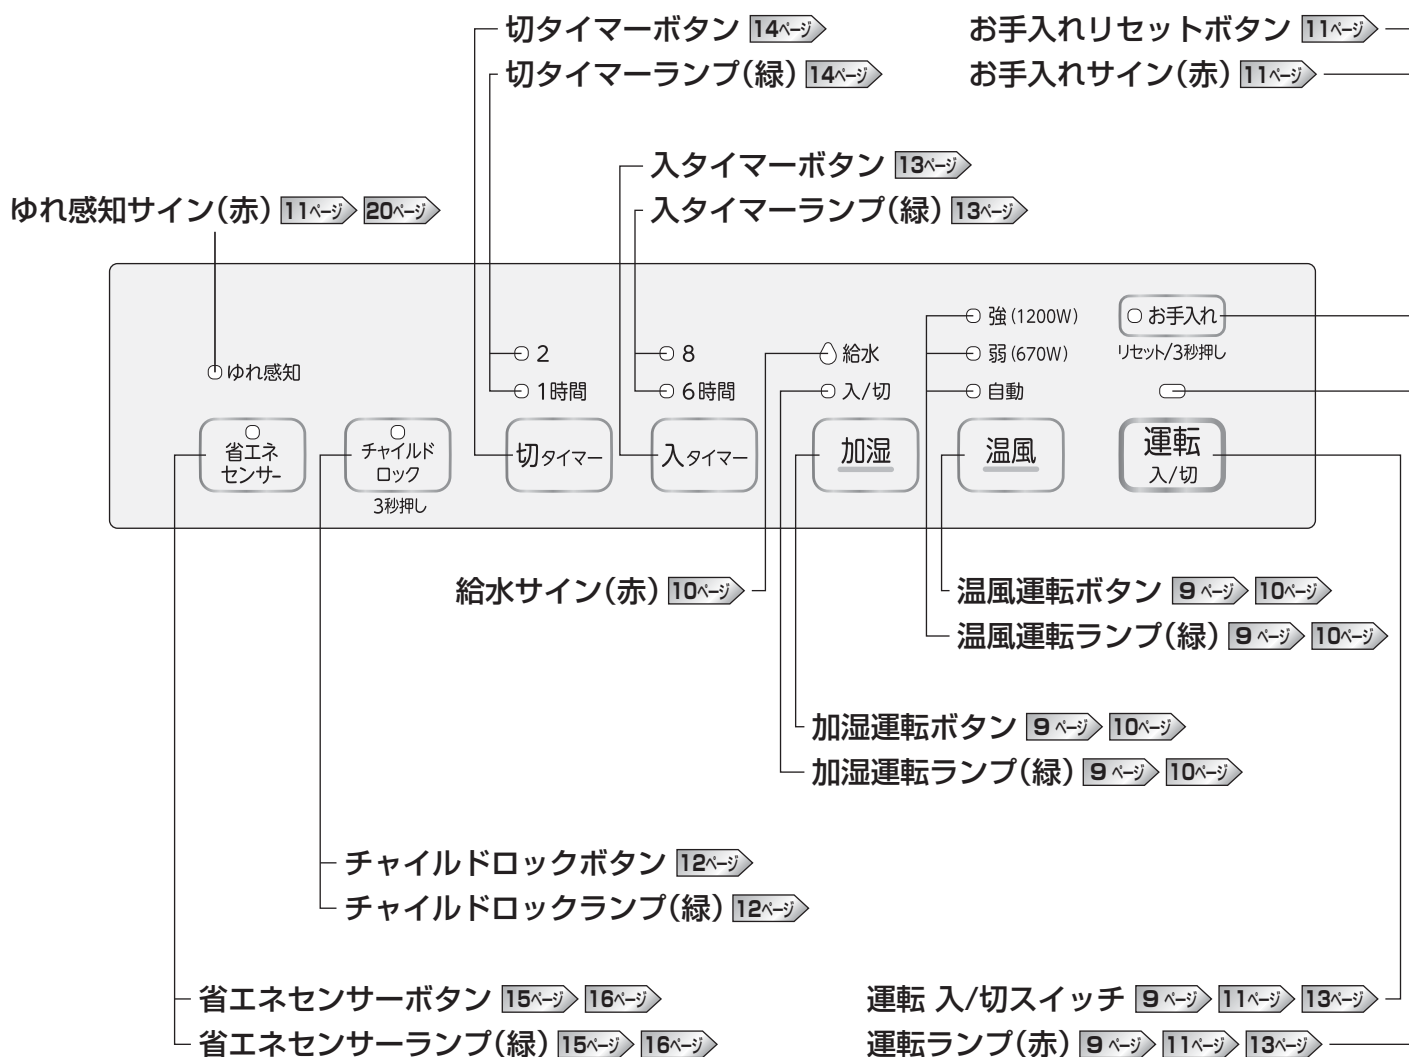 切タイマーボタン 14ページ
お手入れリセットボタン 11ページ
切タイマーランプ(緑) 14ページ
お手入れサイン(赤) 11ページ
入タイマーボタン 13ページ
ゆれ感知サイン(赤) 11ページ 20ページ
入タイマーランプ(緑) 13ページ
強(1200W)
お手入れ
2
8
給水
弱(670W)
リセット/3秒押し
ゆれ感知
1時間
6時間
入/切
自動
省エネ
センサー
チャイルド
ロック
3秒押し
切タイマー
入タイマー
加湿
温風
運転
入/切
給水サイン(赤) 10ページ
温風運転ボタン 9ページ 10ページ
温風運転ランプ(緑) 9ページ 10ページ
加湿運転ボタン 9ページ 10ページ
加湿運転ランプ(緑) 9ページ 10ページ
チャイルドロックボタン 12ページ
チャイルドロックランプ(緑) 12ページ
省エネセンサーボタン 15ページ 16ページ
運転 入/切スイッチ 9ページ 11ページ 13ページ
省エネセンサーランプ(緑) 15ページ 16ページ
運転ランプ(赤) 9ページ 11ページ 13ページ